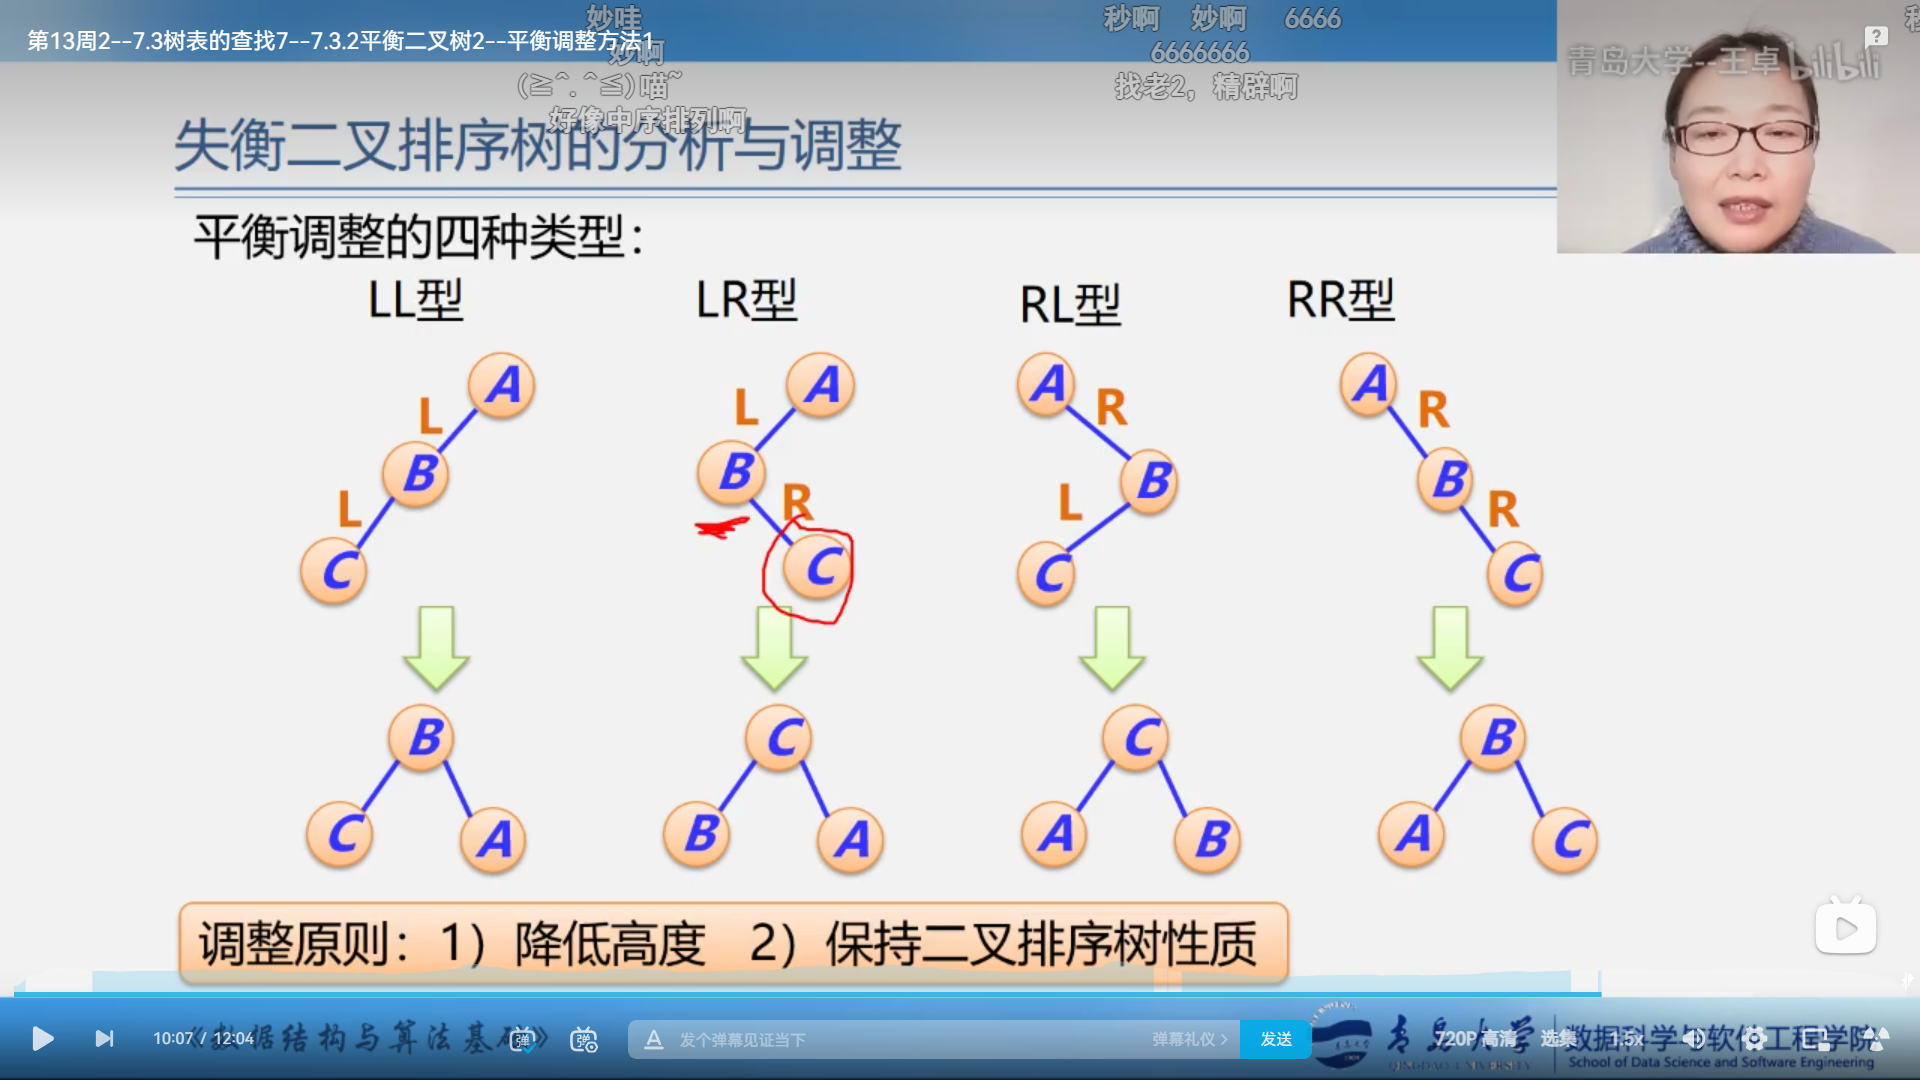 妙哇
秒啊 妙啊 6666
第13周2--7.3树表的查找7--7.3.2平衡二叉树2--平衡调整方法1
妙啊
6666666
青岛大学--王卓 bilibili
(≥^.^≤)喵~
找老2，精辟啊
好像中序排列啊
失衡二叉排序树的分析与调整
平衡调整的四种类型：
LL型 LR型 RL型 RR型
A A A A
L L R R
B B B B
L R L R
C C C C
B C C B
C A B A A B A C
调整原则：1）降低高度 2）保持二叉排序树性质
10:07 / 12:04
《数据结构与算法基础》
弹 弹
A 发个弹幕见证当下 弹幕礼仪 > 发送
青岛大学
QINGDAO UNIVERSITY
720P 高清 选集 1.5x
数据科学与软件工程学院
School of Data Science and Software Engineering